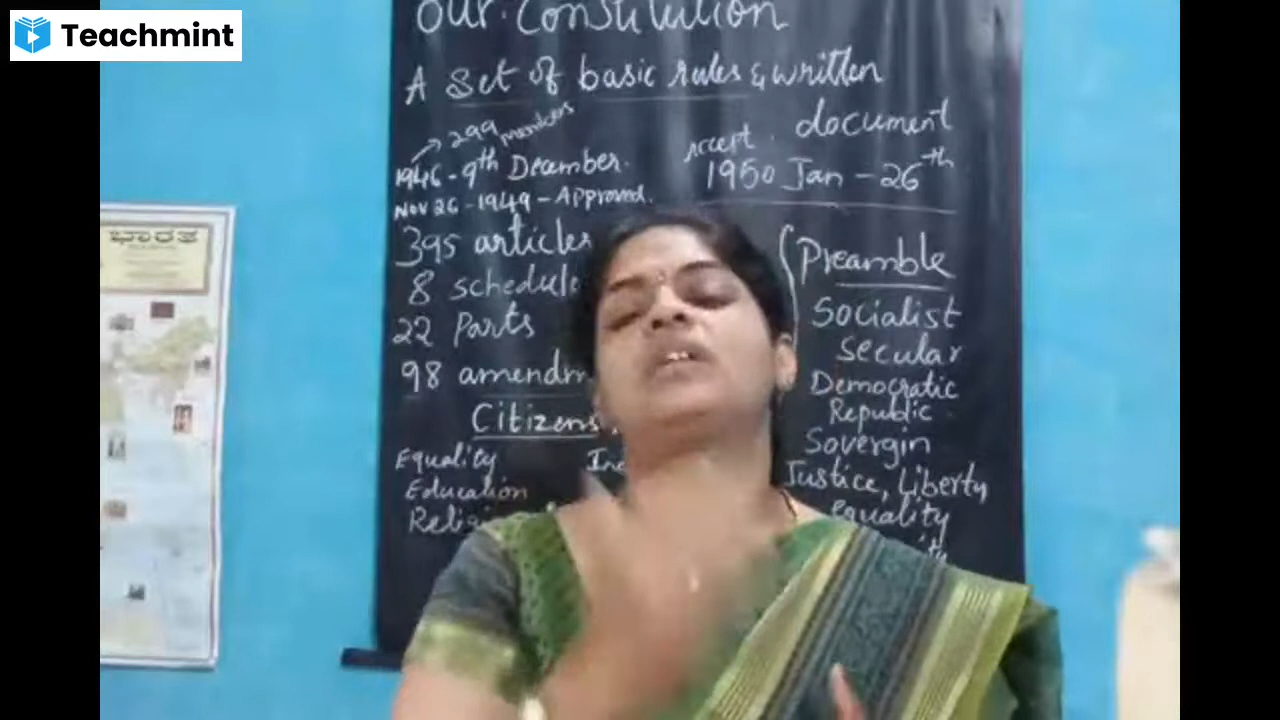 Teachmint
Our Constitution
A set of basic rules & written
document
299 members
1946 - 9th December.
Accept.
1950 Jan - 26th
Nov 26 - 1949 - Approved.
395 articles
8 schedule
22 Parts
98 amendm
Citizens
Equality
Education
Religi
Preamble
Socialist
Secular
Democratic
Republic
Sovergin
Justice, Liberty
Equality
ಭಾರತ